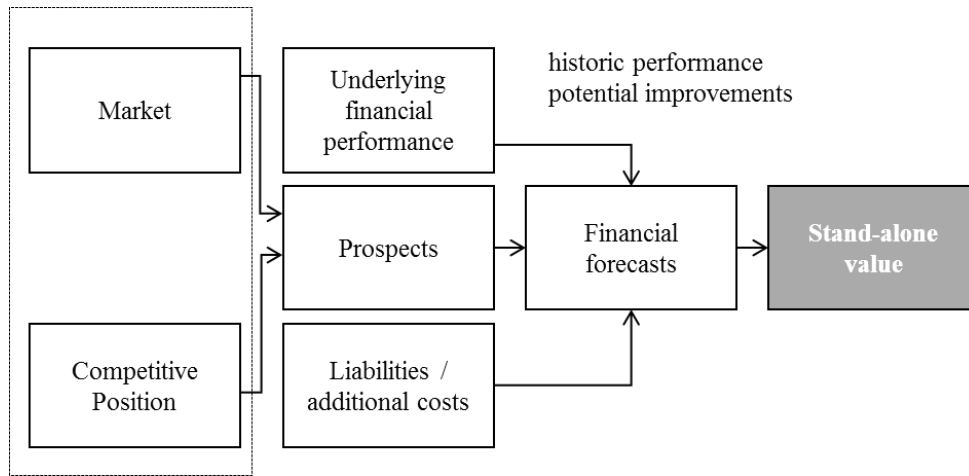 Market
Underlying
financial
performance
historic performance
potential improvements
Prospects
Financial
forecasts
Stand-alone
value
Competitive
Position
Liabilities /
additional costs